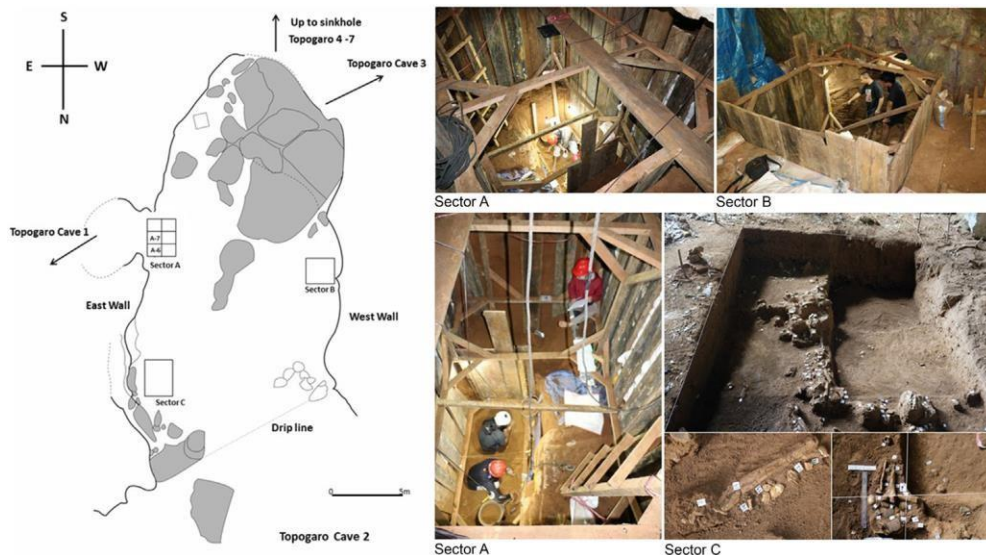 S
E
W
N
Up to sinkhole
Topogaro 4 -7
Topogaro Cave 3
Topogaro Cave 1
A-7
A-6
Sector A
East Wall
Sector B
West Wall
Sector C
Drip line
0
5m
Topogaro Cave 2
Sector A
Sector B
Sector A
Sector C